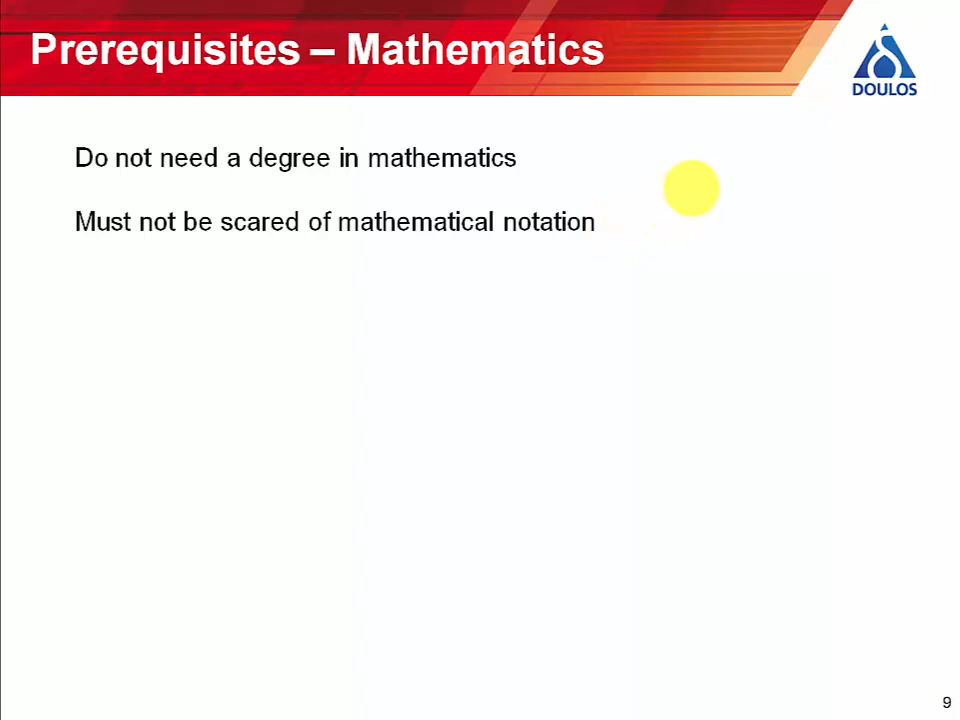 Prerequisites – Mathematics
DOULOS
Do not need a degree in mathematics
Must not be scared of mathematical notation
9